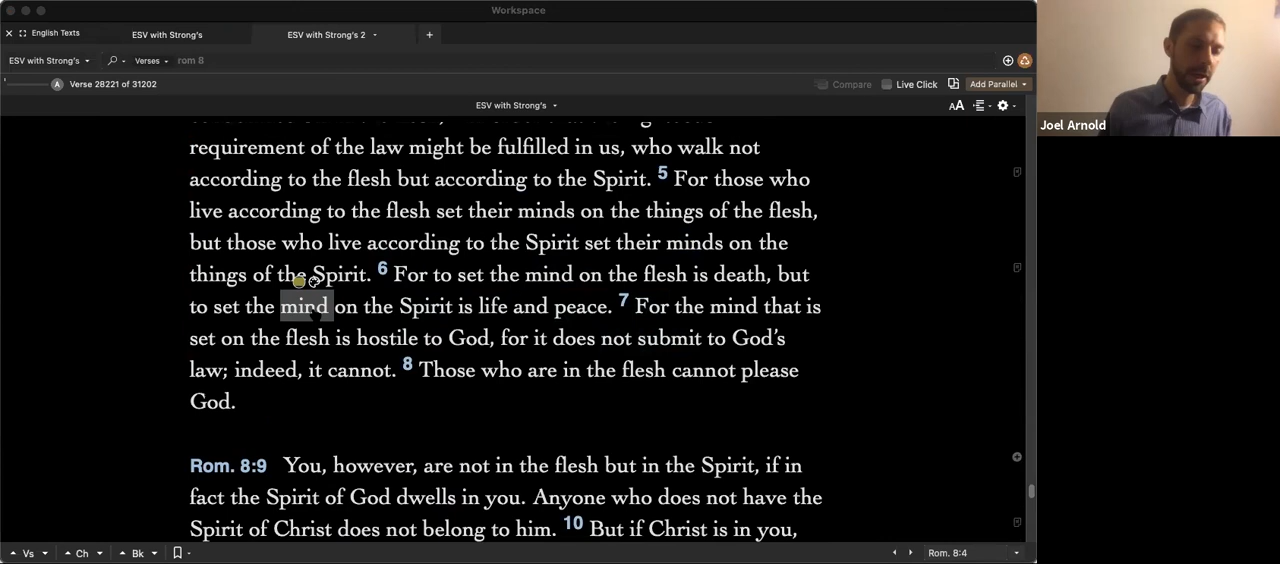 Workspace
English Texts
ESV with Strong's
ESV with Strong's 2
ESV with Strong's
Verses
rom 8
Verse 28221 of 31202
Compare
Live Click
Add Parallel
ESV with Strong's
AA
requirement of the law might be fulfilled in us, who walk not
according to the flesh but according to the Spirit. 5 For those who
live according to the flesh set their minds on the things of the flesh,
but those who live according to the Spirit set their minds on the
things of the Spirit. 6 For to set the mind on the flesh is death, but
to set the mind on the Spirit is life and peace. 7 For the mind that is
set on the flesh is hostile to God, for it does not submit to God’s
law; indeed, it cannot. 8 Those who are in the flesh cannot please
God.
Rom. 8:9 You, however, are not in the flesh but in the Spirit, if in
fact the Spirit of God dwells in you. Anyone who does not have the
Spirit of Christ does not belong to him. 10 But if Christ is in you,
Vs
Ch
Bk
Rom. 8:4
Joel Arnold